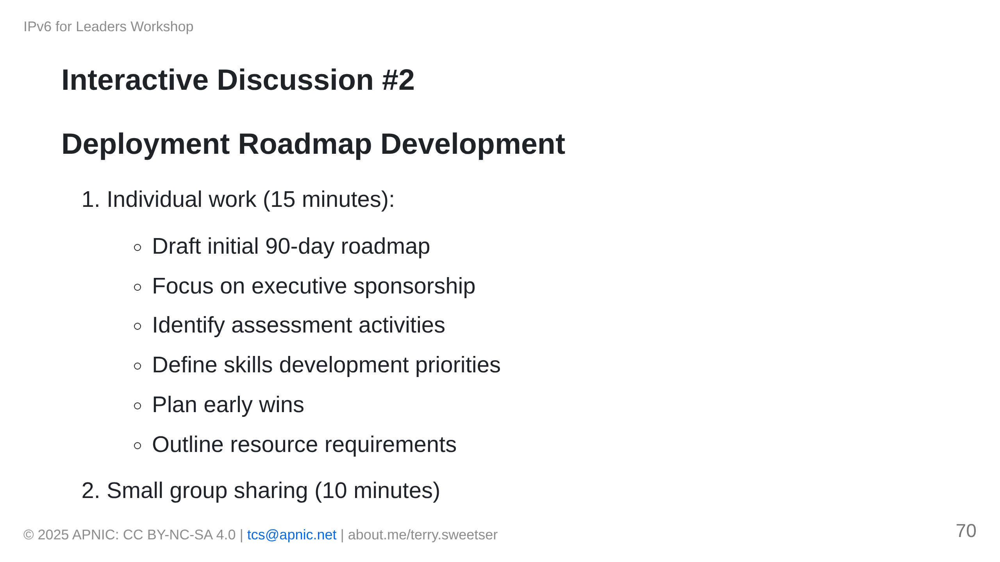 IPv6 for Leaders Workshop
Interactive Discussion #2
Deployment Roadmap Development
1. Individual work (15 minutes):
○ Draft initial 90-day roadmap
○ Focus on executive sponsorship
○ Identify assessment activities
○ Define skills development priorities
○ Plan early wins
○ Outline resource requirements
2. Small group sharing (10 minutes)
© 2025 APNIC: CC BY-NC-SA 4.0 | tcs@apnic.net | about.me/terry.sweetser
70